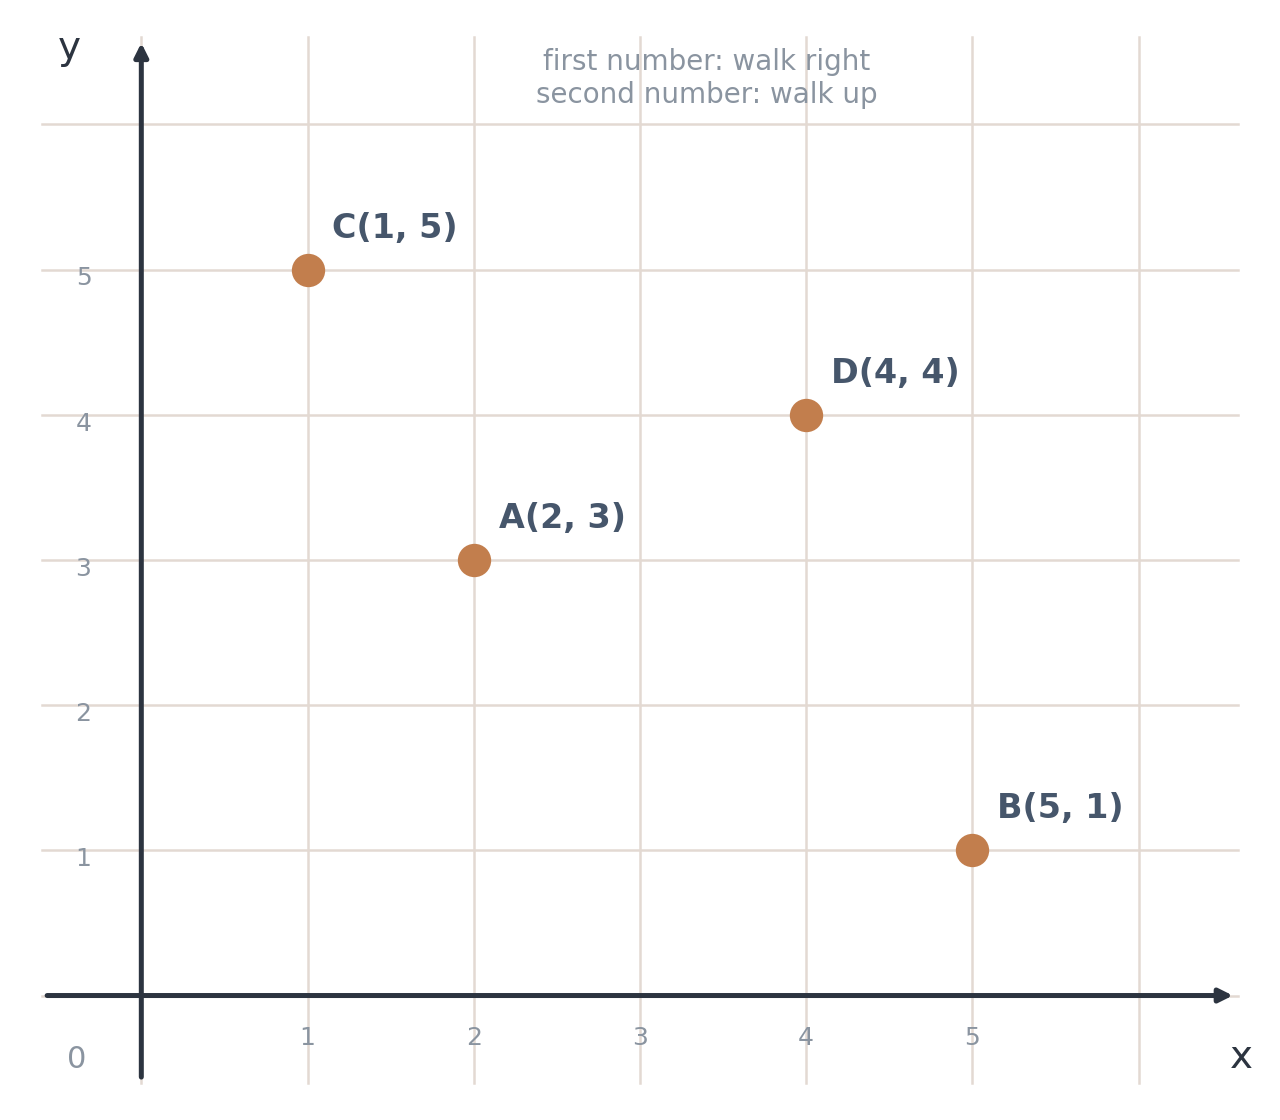 y
first number: walk right
second number: walk up
C(1, 5)
5
D(4, 4)
4
A(2, 3)
3
2
B(5, 1)
1
1 2 3 4 5
0
x